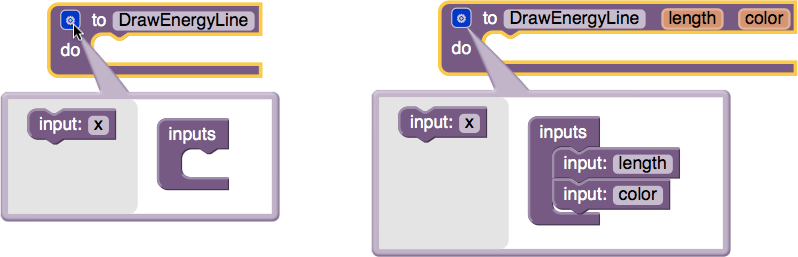 to DrawEnergyLine
do
input: x
inputs
to DrawEnergyLine length color
do
input: x
inputs
input: length
input: color